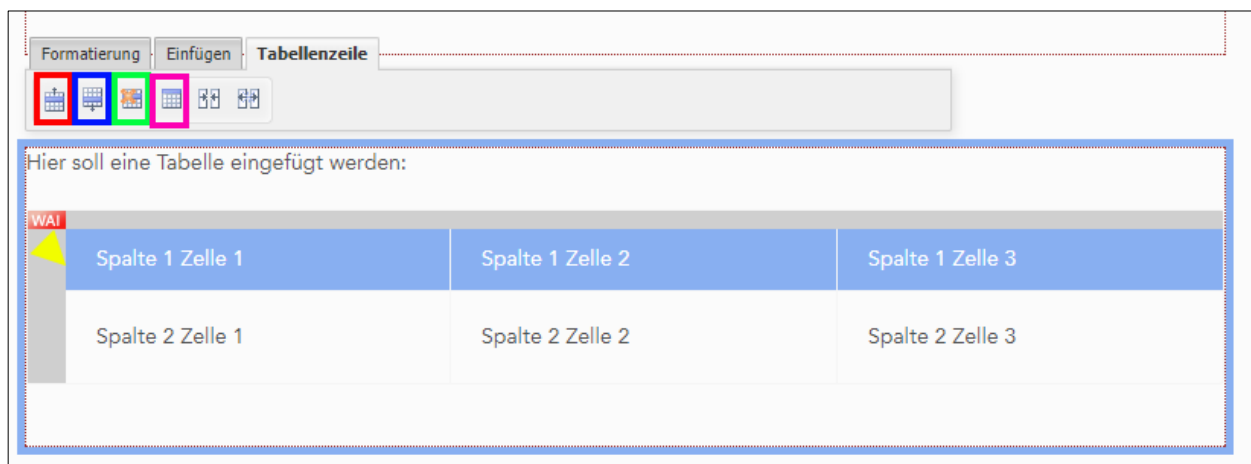 Formatierung Einfügen Tabellenzeile
Hier soll eine Tabelle eingefügt werden:
WAI
Spalte 1 Zelle 1 Spalte 1 Zelle 2 Spalte 1 Zelle 3
Spalte 2 Zelle 1 Spalte 2 Zelle 2 Spalte 2 Zelle 3